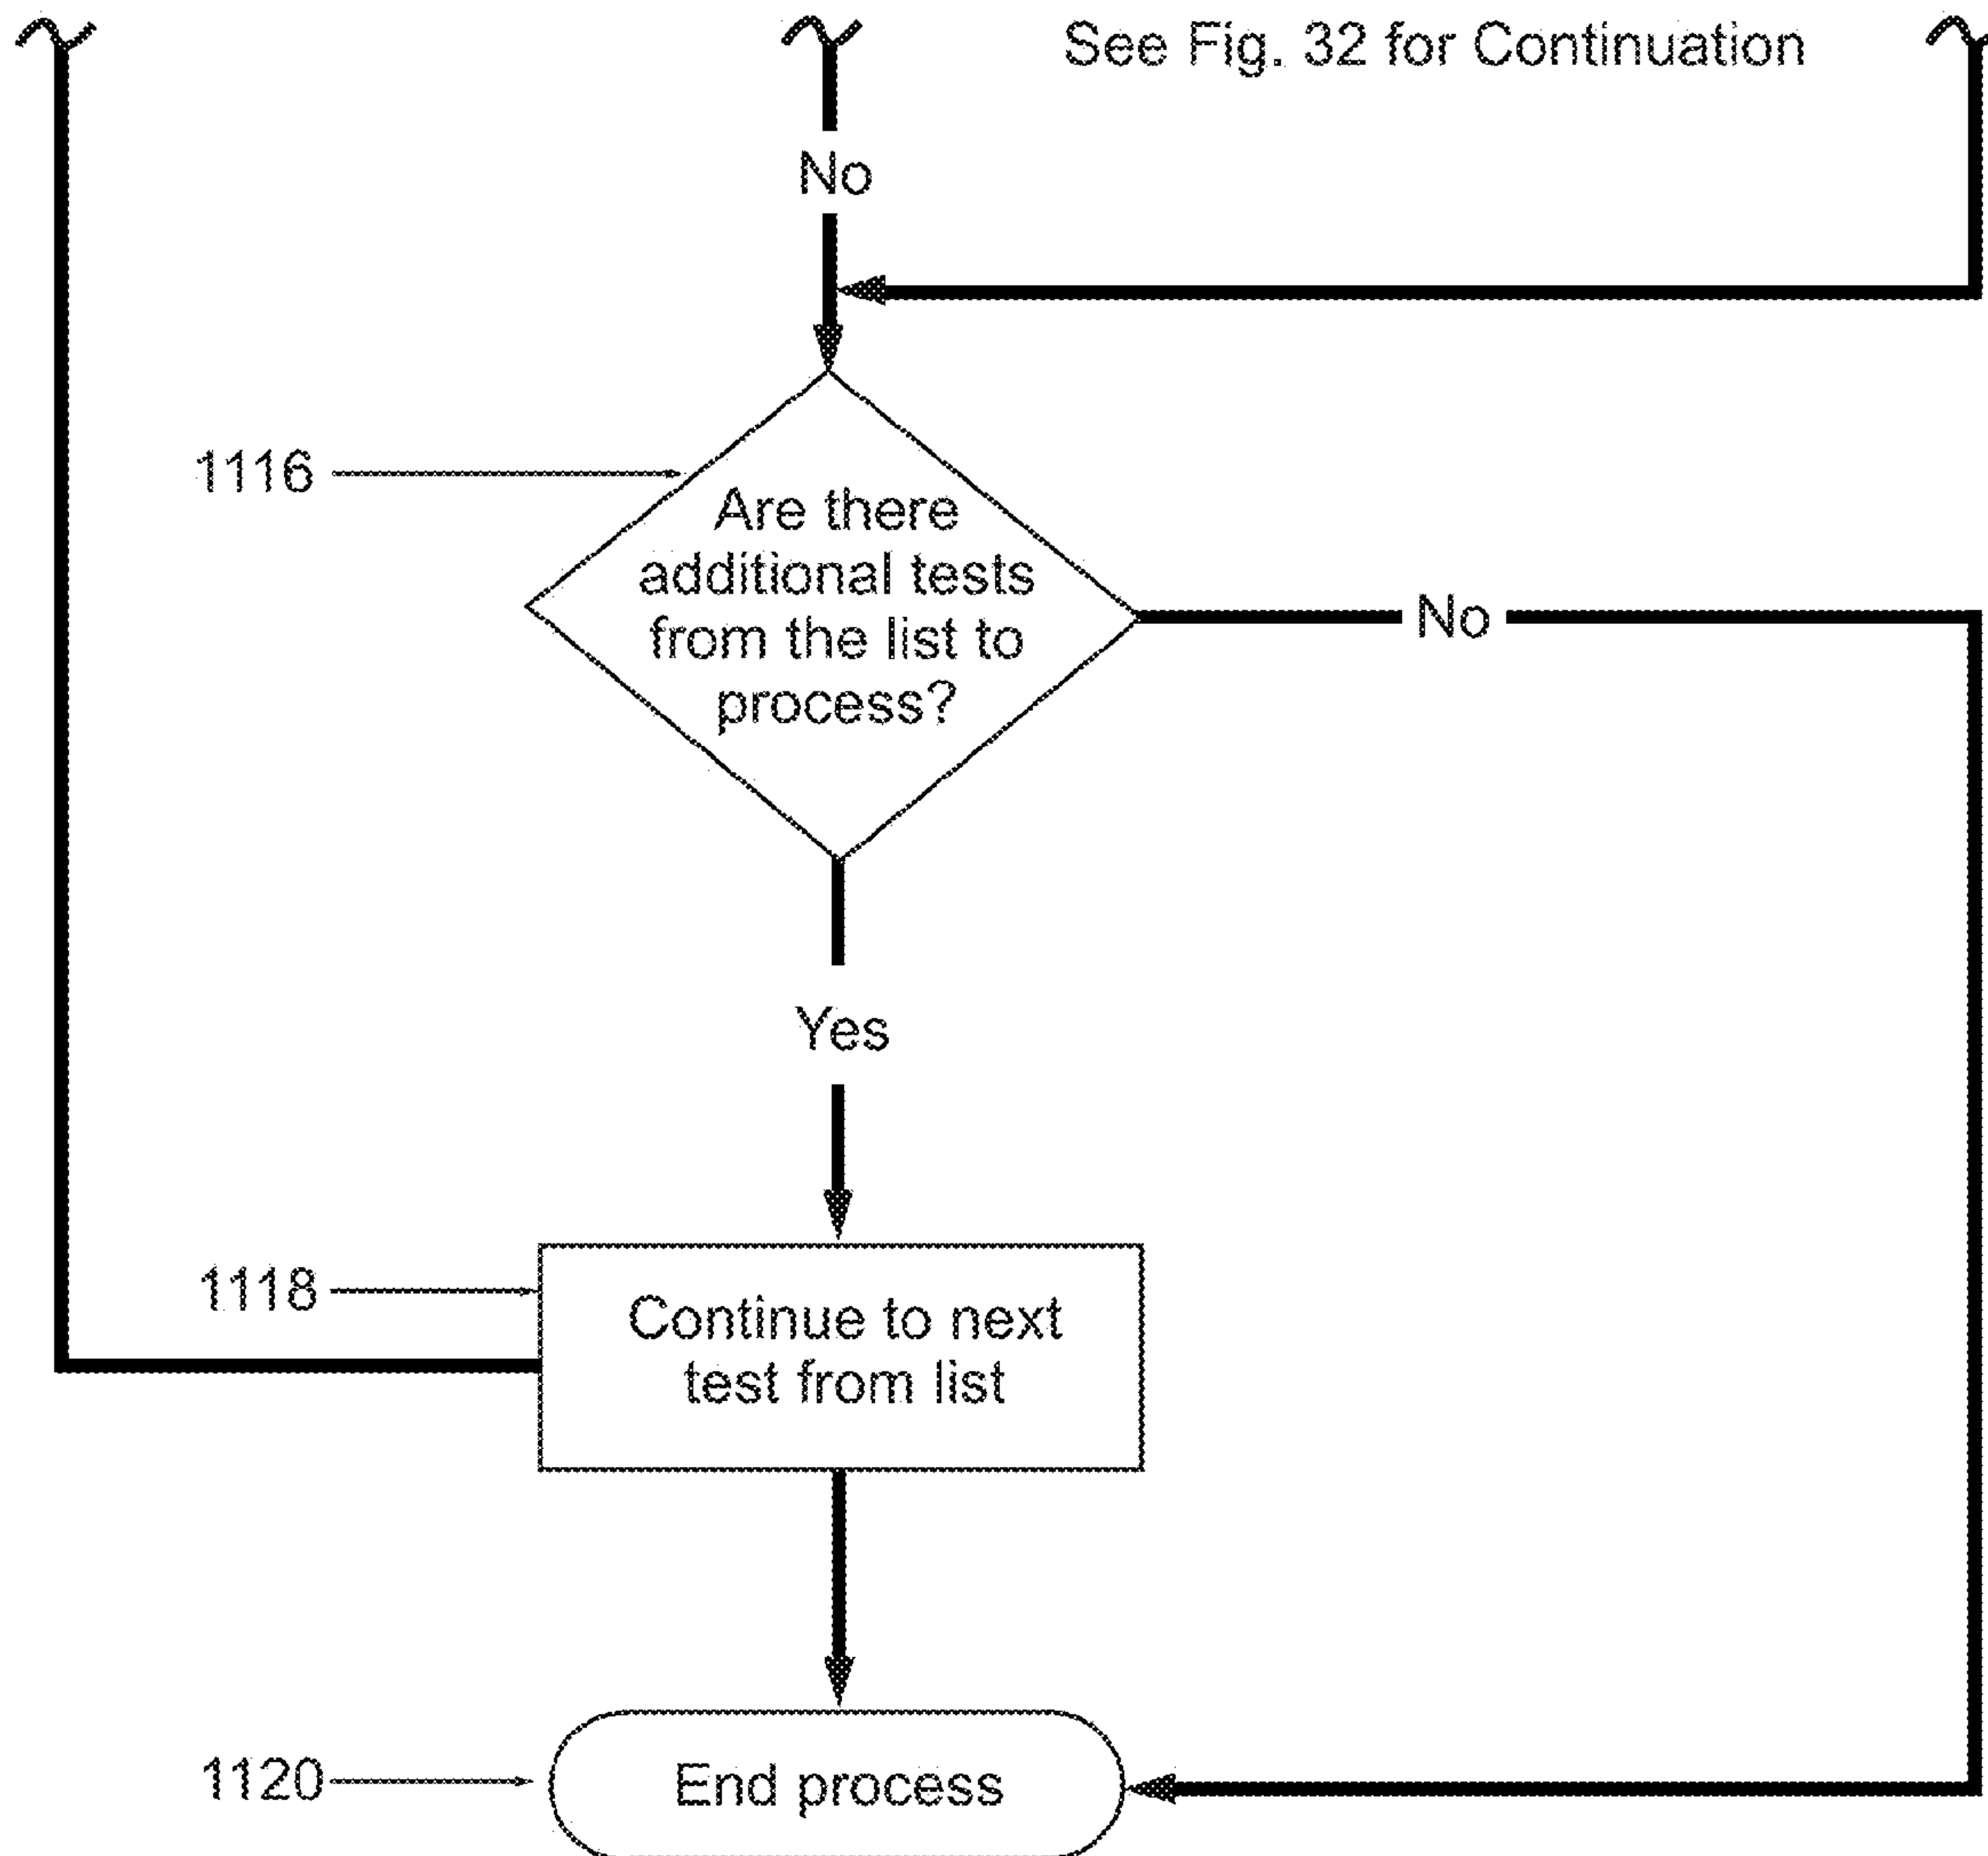 See Fig. 32 for Continuation
No
1116
Are there
additional tests
from the list to
process?
No
Yes
1118
Continue to next
test from list
1120
End process